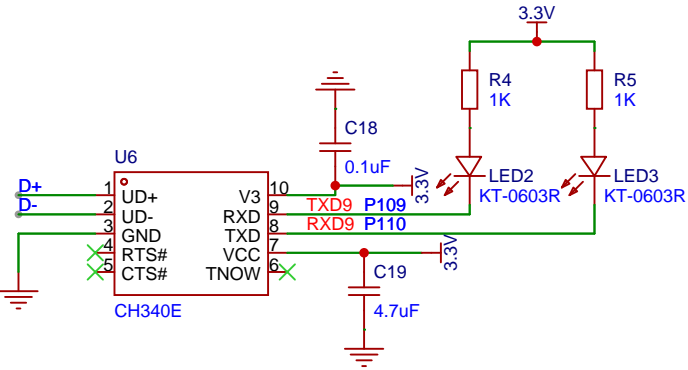 3.3V
R4
1K
R5
1K
C18
0.1uF
3.3V
U6
LED2
KT-0603R
LED3
KT-0603R
D+
D-
1 UD+
2 UD-
3 GND
4 RTS#
5 CTS#
V3 10
RXD 9
TXD 8
VCC 7
TNOW 6
TXD9 P109
RXD9 P110
3.3V
C19
4.7uF
CH340E